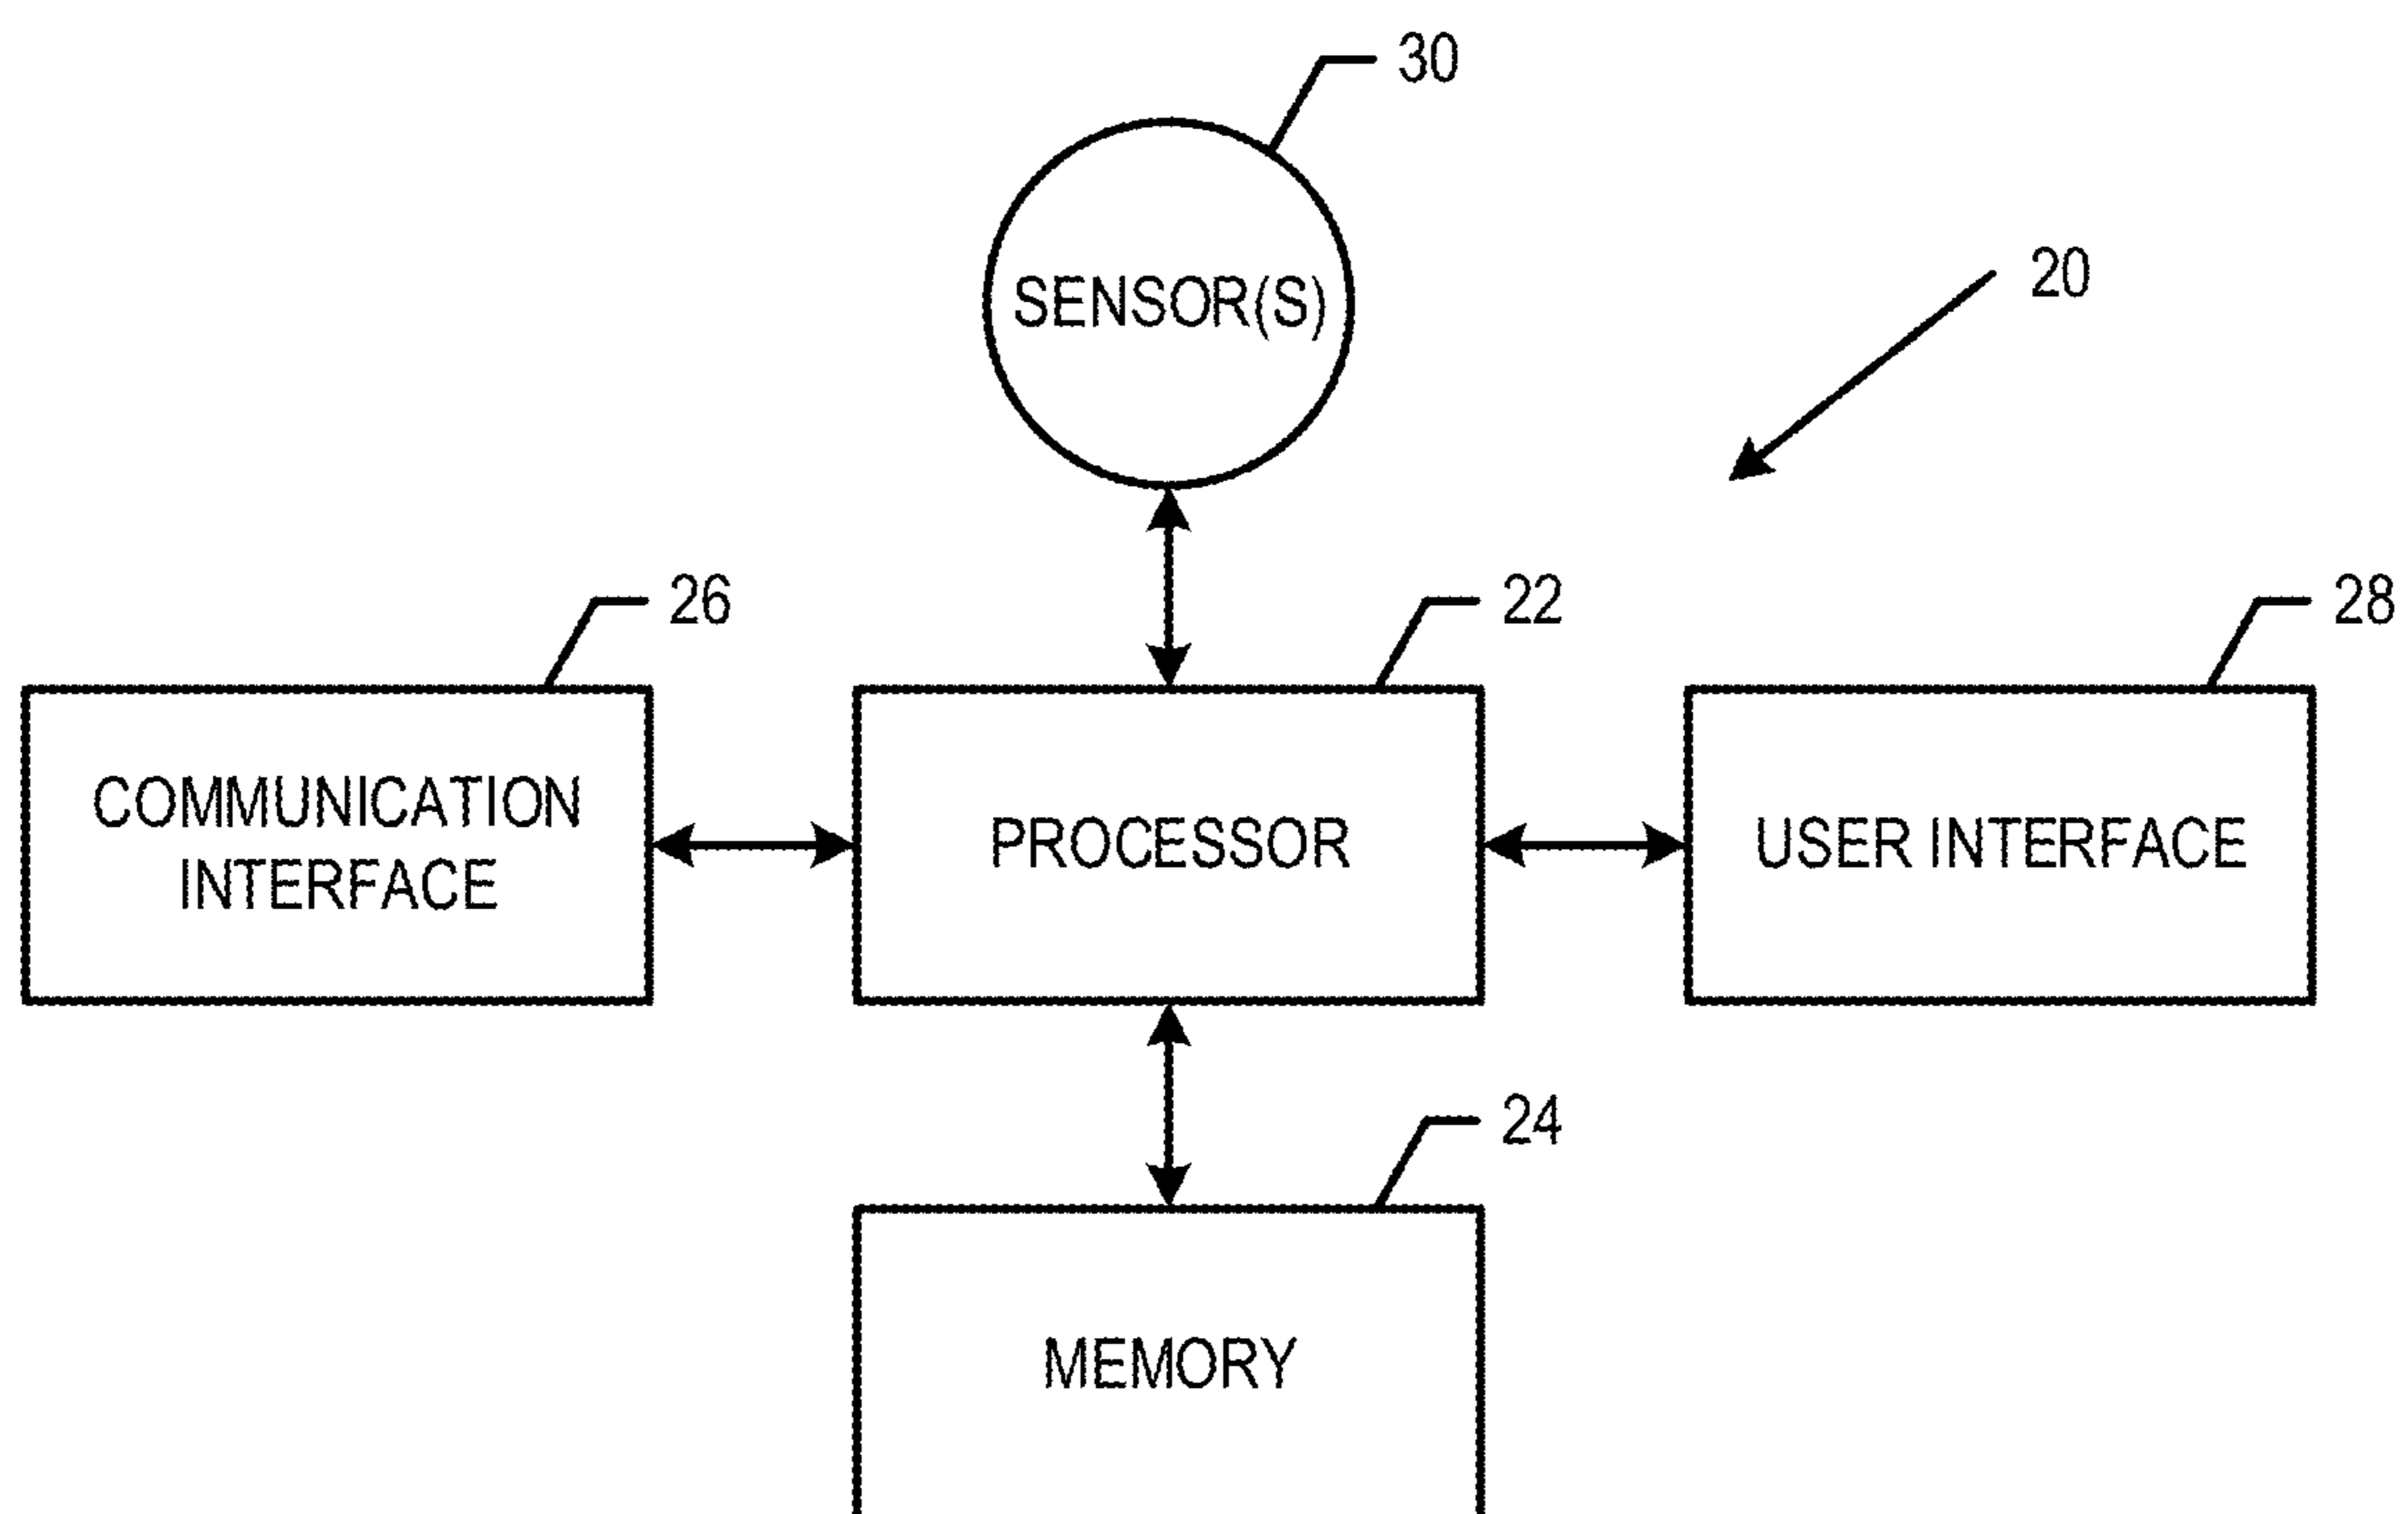 30
SENSOR(S)
20
26
22
28
COMMUNICATION
INTERFACE
PROCESSOR
USER INTERFACE
24
MEMORY